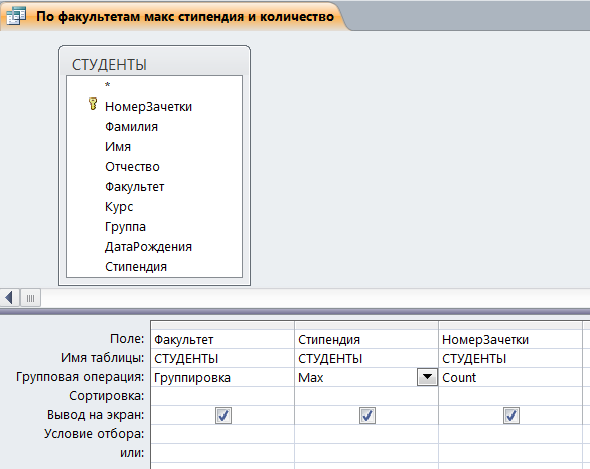 По факультетам макс стипендия и количество
СТУДЕНТЫ
*
НомерЗачетки
Фамилия
Имя
Отчество
Факультет
Курс
Группа
ДатаРождения
Стипендия
Поле: Факультет Стипендия НомерЗачетки
Имя таблицы: СТУДЕНТЫ СТУДЕНТЫ СТУДЕНТЫ
Групповая операция: Группировка Max Count
Сортировка:
Вывод на экран:
Условие отбора:
или: